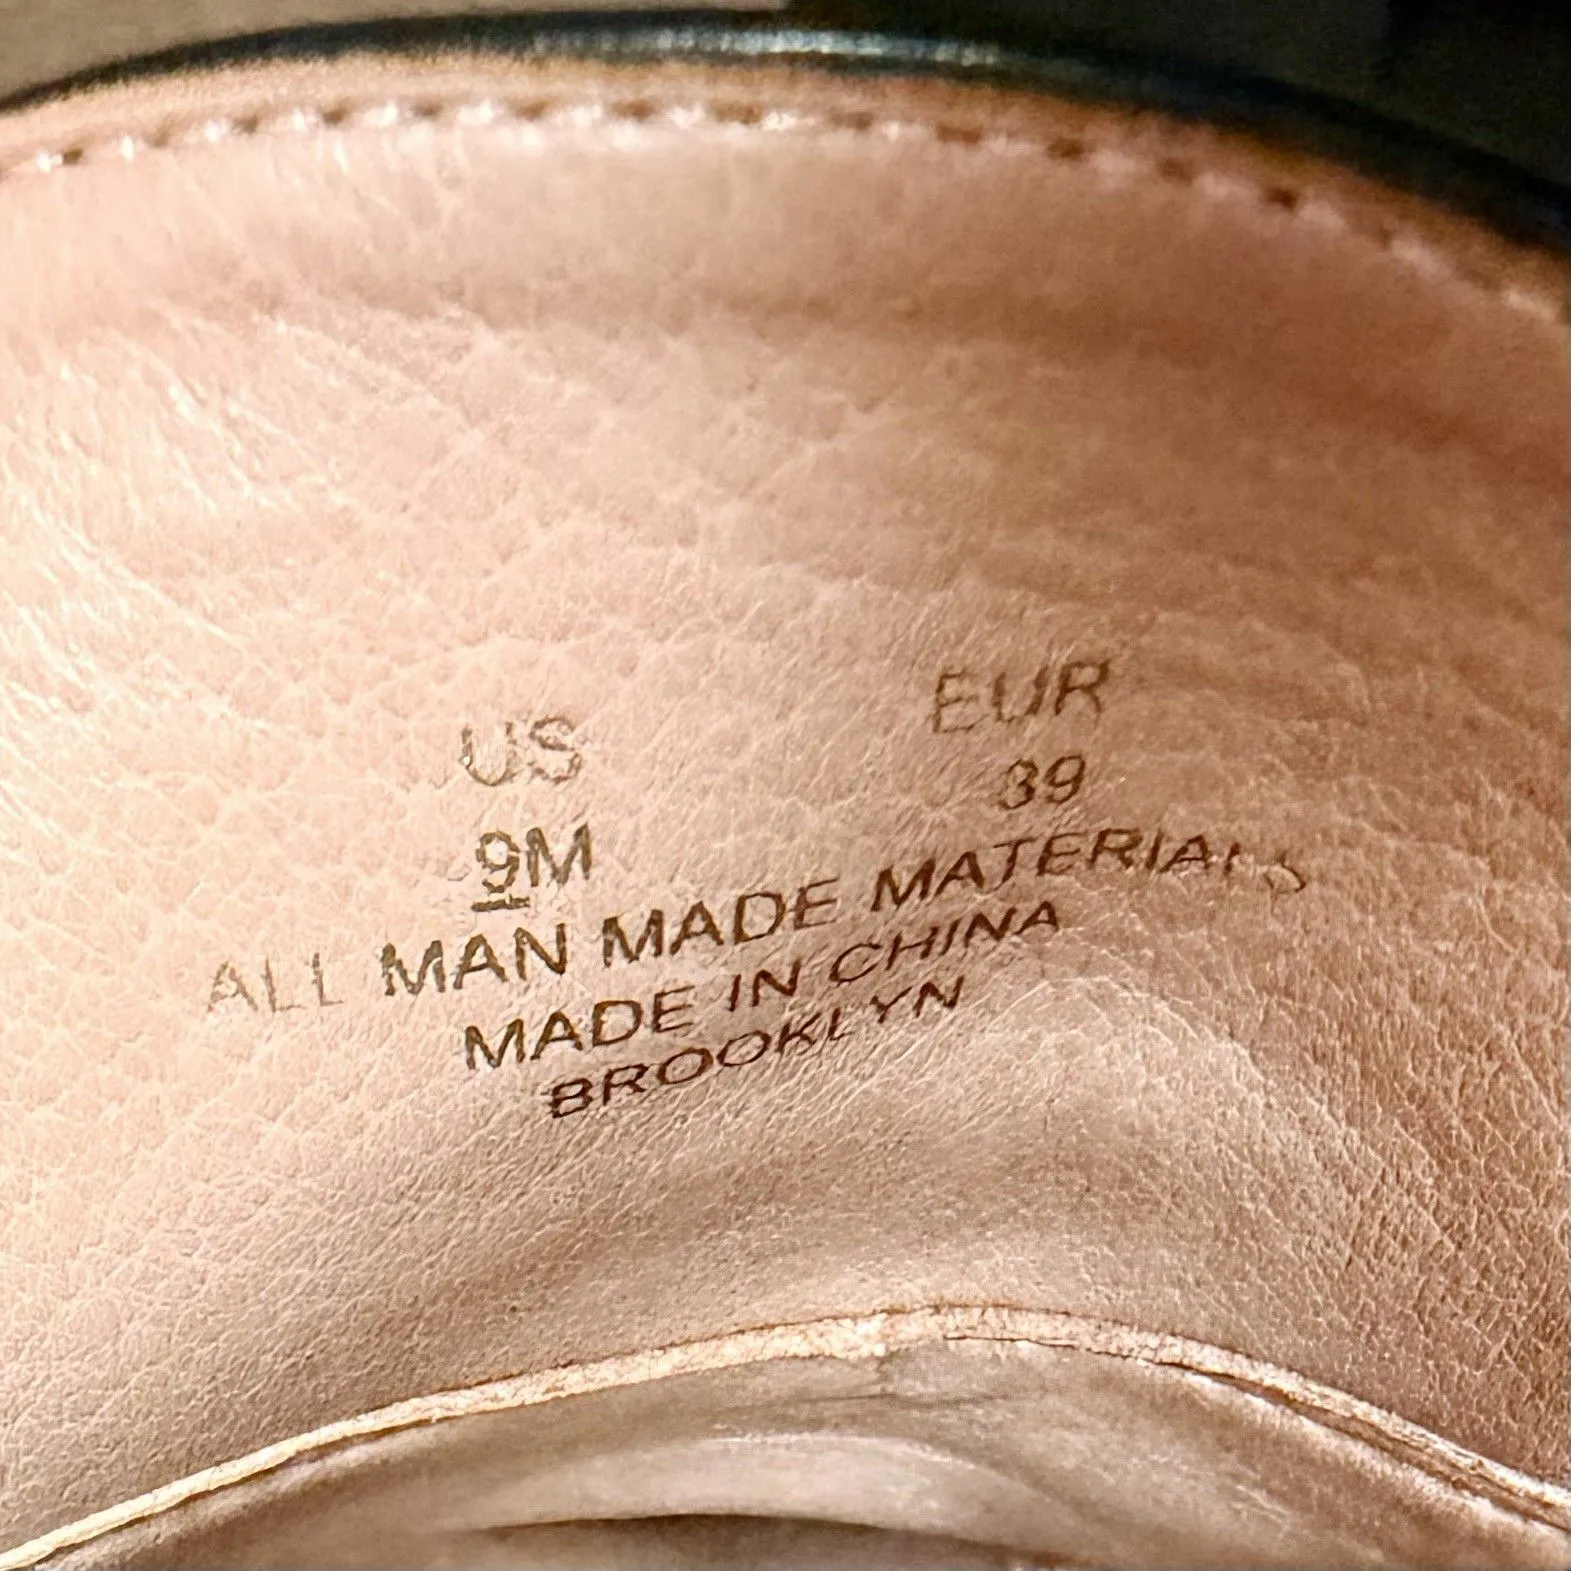 US EUR
9M 39
ALL MAN MADE MATERIALS
MADE IN CHINA
BROOKLYN